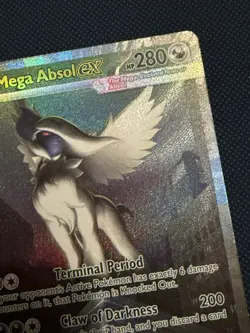 Mega Absol ex HP 280
Terminal Period
your opponent's Active Pokémon has exactly 6 damage
counters on it, that Pokémon is Knocked Out.
Claw of Darkness 200
hand, and you discard a card